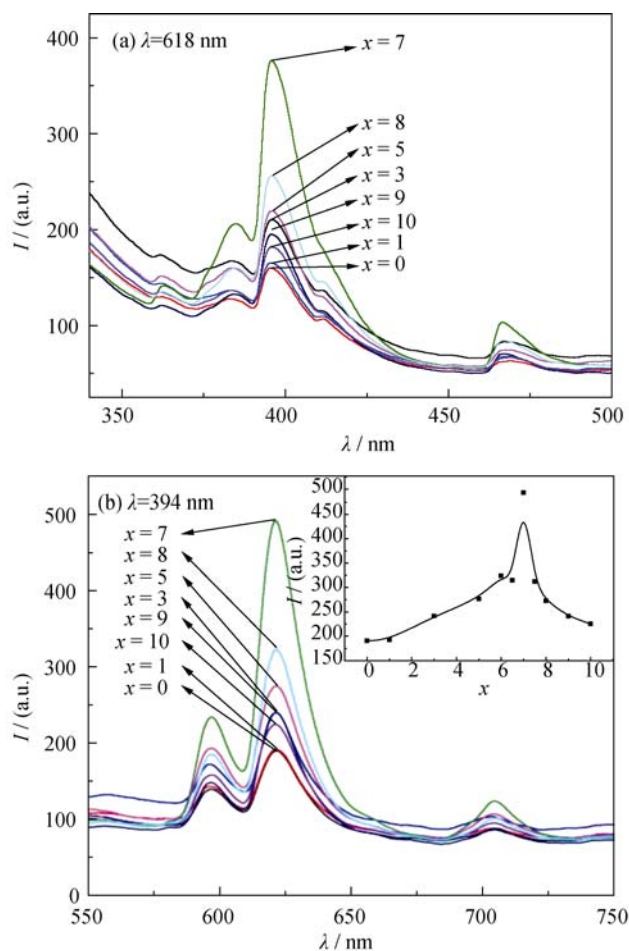 (a) λ=618 nm
x = 7
x = 8
x = 5
x = 3
x = 9
x = 10
x = 1
x = 0
400
300
200
100
I / (a.u.)
350
400
450
500
λ / nm
(b) λ=394 nm
x = 7
x = 8
x = 5
x = 3
x = 9
x = 10
x = 1
x = 0
500
400
300
200
100
0
I / (a.u.)
550
600
650
700
750
λ / nm
500
450
400
350
300
250
200
150
I / (a.u.)
0
2
4
6
8
10
x